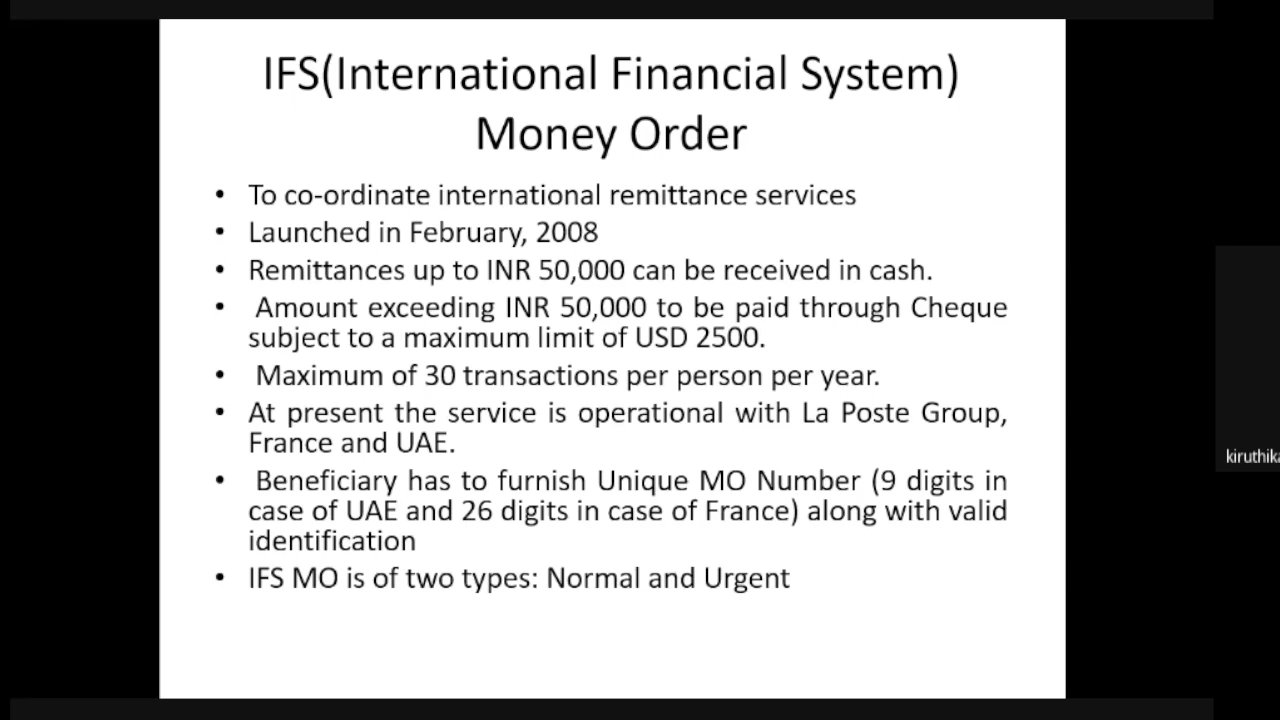 IFS(International Financial System)
Money Order
• To co-ordinate international remittance services
• Launched in February, 2008
• Remittances up to INR 50,000 can be received in cash.
• Amount exceeding INR 50,000 to be paid through Cheque
subject to a maximum limit of USD 2500.
• Maximum of 30 transactions per person per year.
• At present the service is operational with La Poste Group,
France and UAE.
• Beneficiary has to furnish Unique MO Number (9 digits in
case of UAE and 26 digits in case of France) along with valid
identification
• IFS MO is of two types: Normal and Urgent
kiruthika